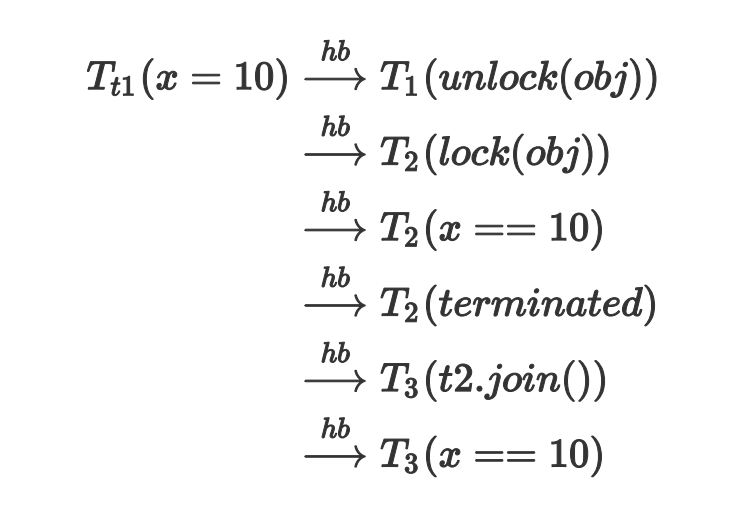 T_{t1}(x = 10) \xrightarrow{hb} T_1(unlock(obj))
\xrightarrow{hb} T_2(lock(obj))
\xrightarrow{hb} T_2(x == 10)
\xrightarrow{hb} T_2(terminated)
\xrightarrow{hb} T_3(t2.join())
\xrightarrow{hb} T_3(x == 10)